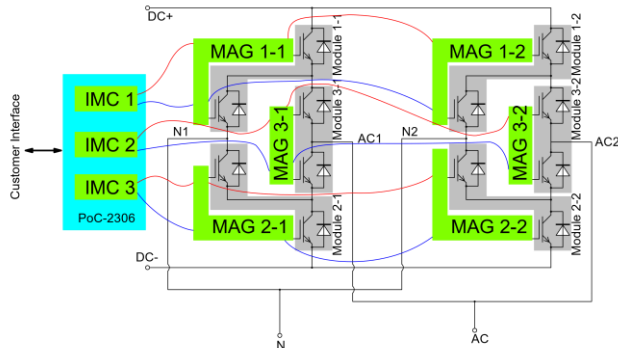 DC+
MAG 1-1
Module 1-1
MAG 1-2
Module 1-2
IMC 1
IMC 2
IMC 3
PoC-2306
Customer Interface
N1
MAG 3-1
Module 3-1
AC1
N2
MAG 3-2
Module 3-2
AC2
MAG 2-1
Module 2-1
MAG 2-2
Module 2-2
DC-
N
AC